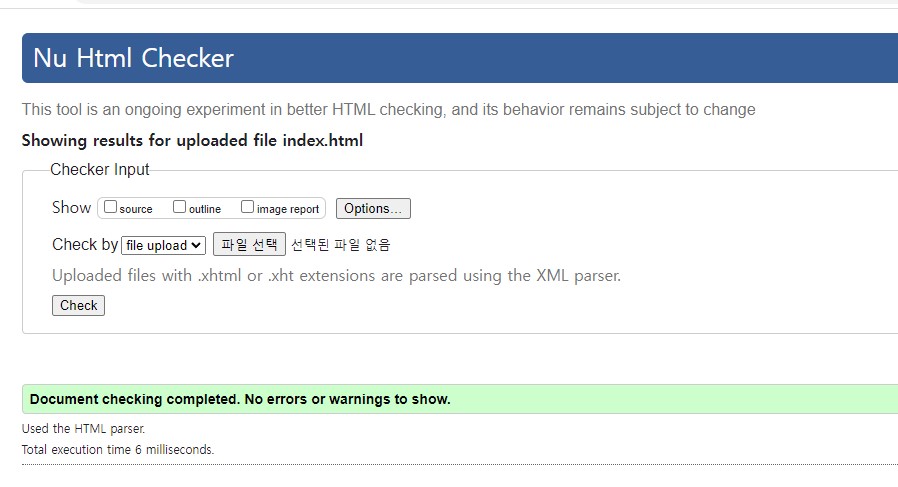 Nu Html Checker
This tool is an ongoing experiment in better HTML checking, and its behavior remains subject to change
Showing results for uploaded file index.html
Checker Input
Show source outline image report Options...
Check by file upload 파일 선택 선택된 파일 없음
Uploaded files with .xhtml or .xht extensions are parsed using the XML parser.
Check
Document checking completed. No errors or warnings to show.
Used the HTML parser.
Total execution time 6 milliseconds.